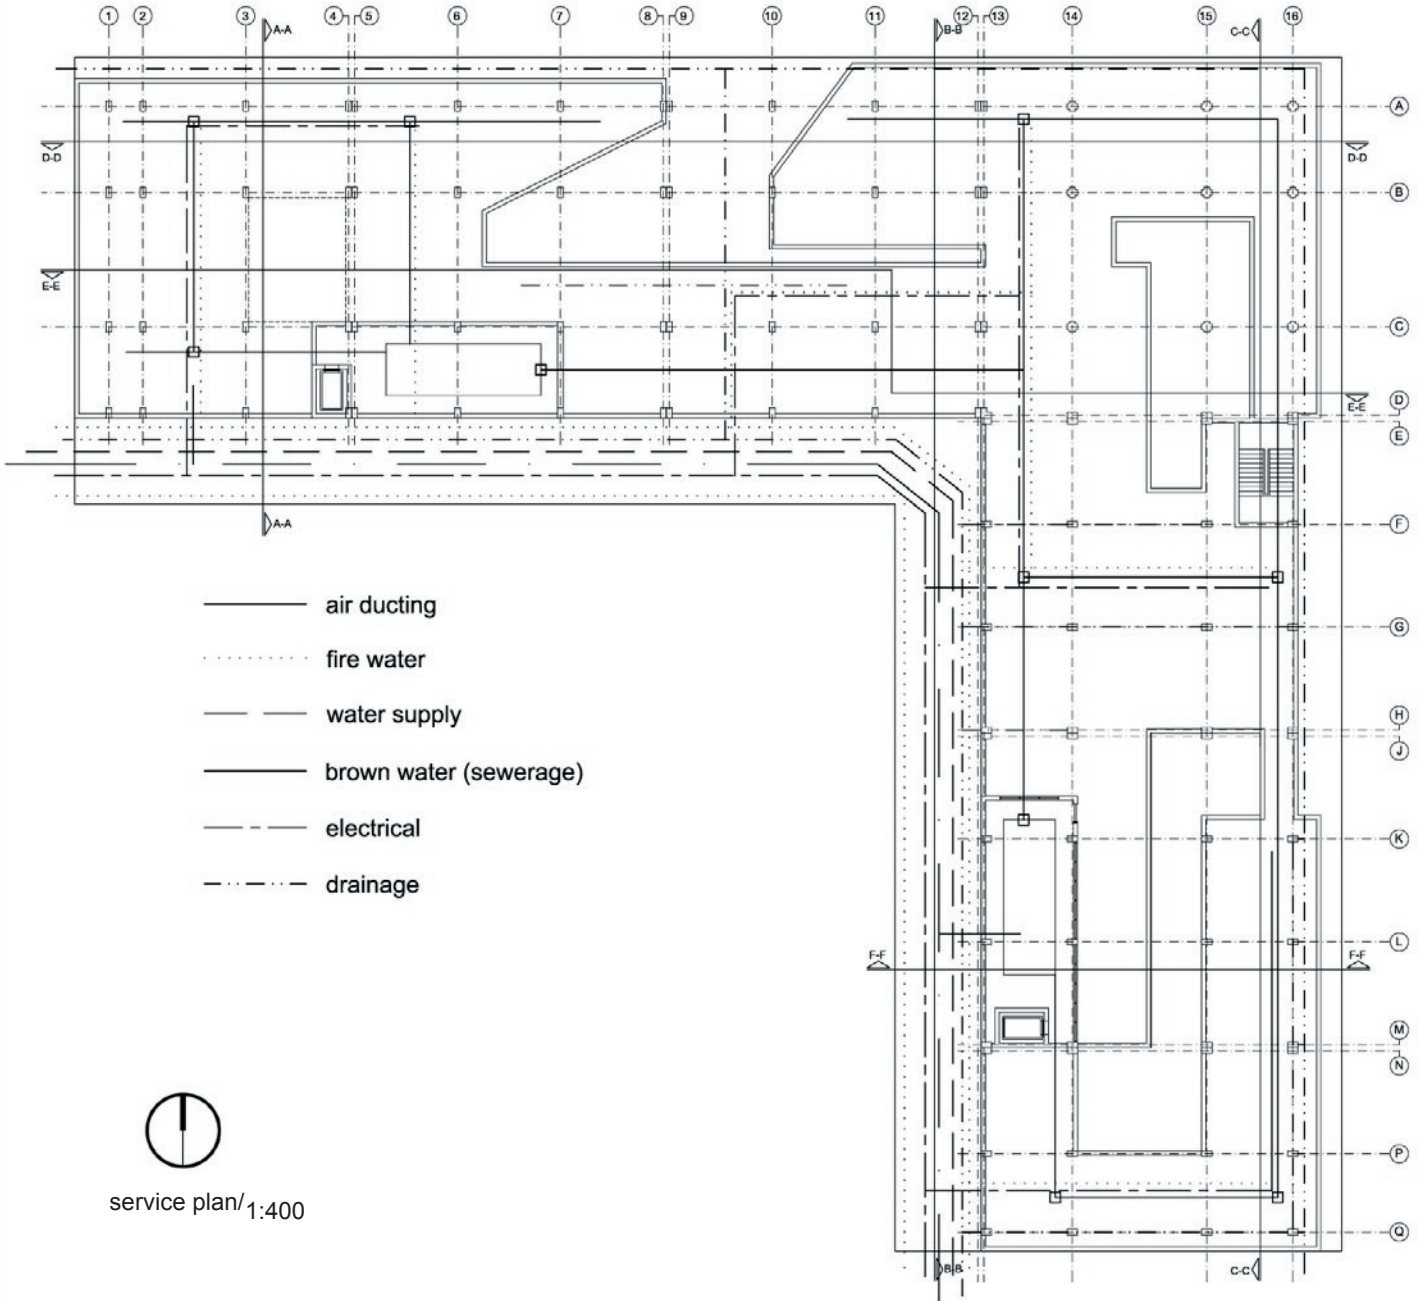 1 2 3 4 5 6 7 8 9 10 11 12 13 14 15 16
A-A B-B C-C
A
D-D D-D
B
E-E
C
D
E-E
E
A-A F
air ducting
fire water
G
water supply
H
J
brown water (sewerage)
electrical
K
drainage
L
F-F F-F
M
N
P
service plan/1:400
Q
B-B C-C